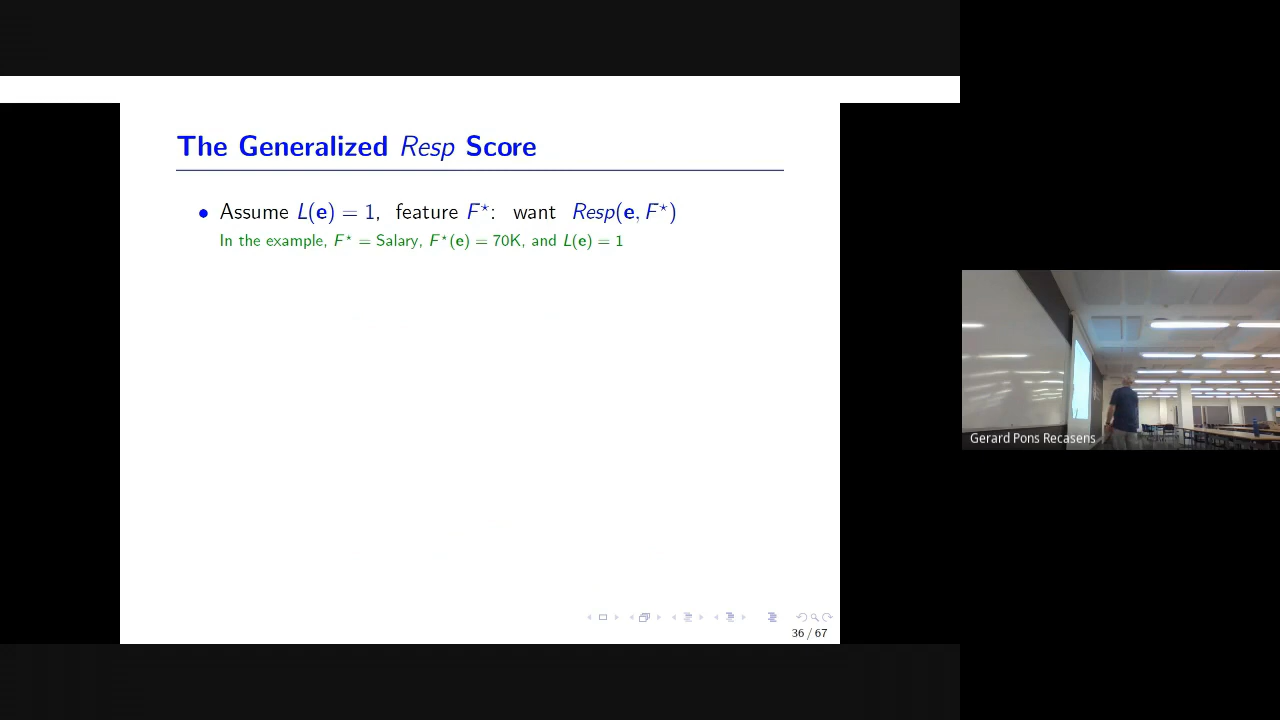 The Generalized Resp Score
• Assume L(e) = 1, feature F⋆: want Resp(e, F⋆)
In the example, F⋆ = Salary, F⋆(e) = 70K, and L(e) = 1
36 / 67
Gerard Pons Recasens